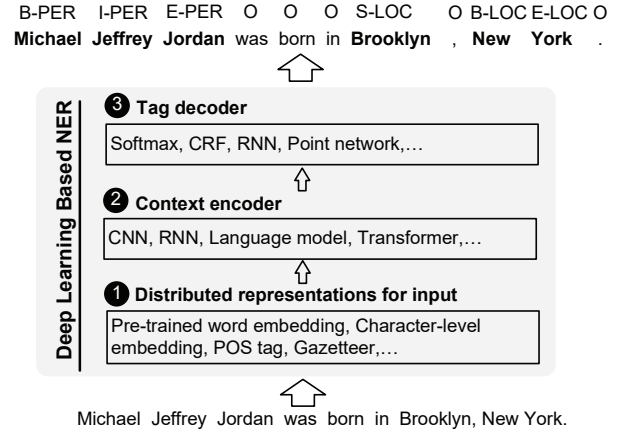 B-PER I-PER E-PER O O O S-LOC O B-LOC E-LOC O
Michael Jeffrey Jordan was born in Brooklyn , New York .
Deep Learning Based NER
3 Tag decoder
Softmax, CRF, RNN, Point network,…
2 Context encoder
CNN, RNN, Language model, Transformer,…
1 Distributed representations for input
Pre-trained word embedding, Character-level
embedding, POS tag, Gazetteer,…
Michael Jeffrey Jordan was born in Brooklyn, New York.